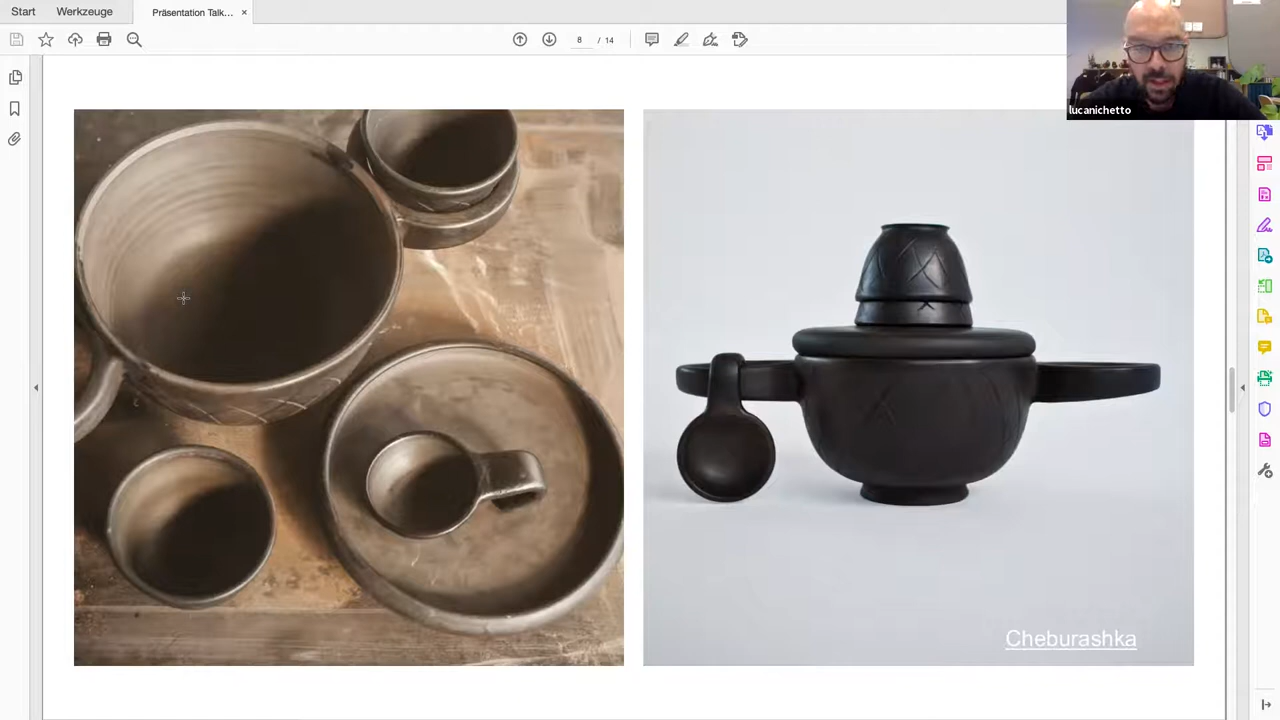 Start
Werkzeuge
Präsentation Talk... ×
8 / 14
lucanichetto
Cheburashka